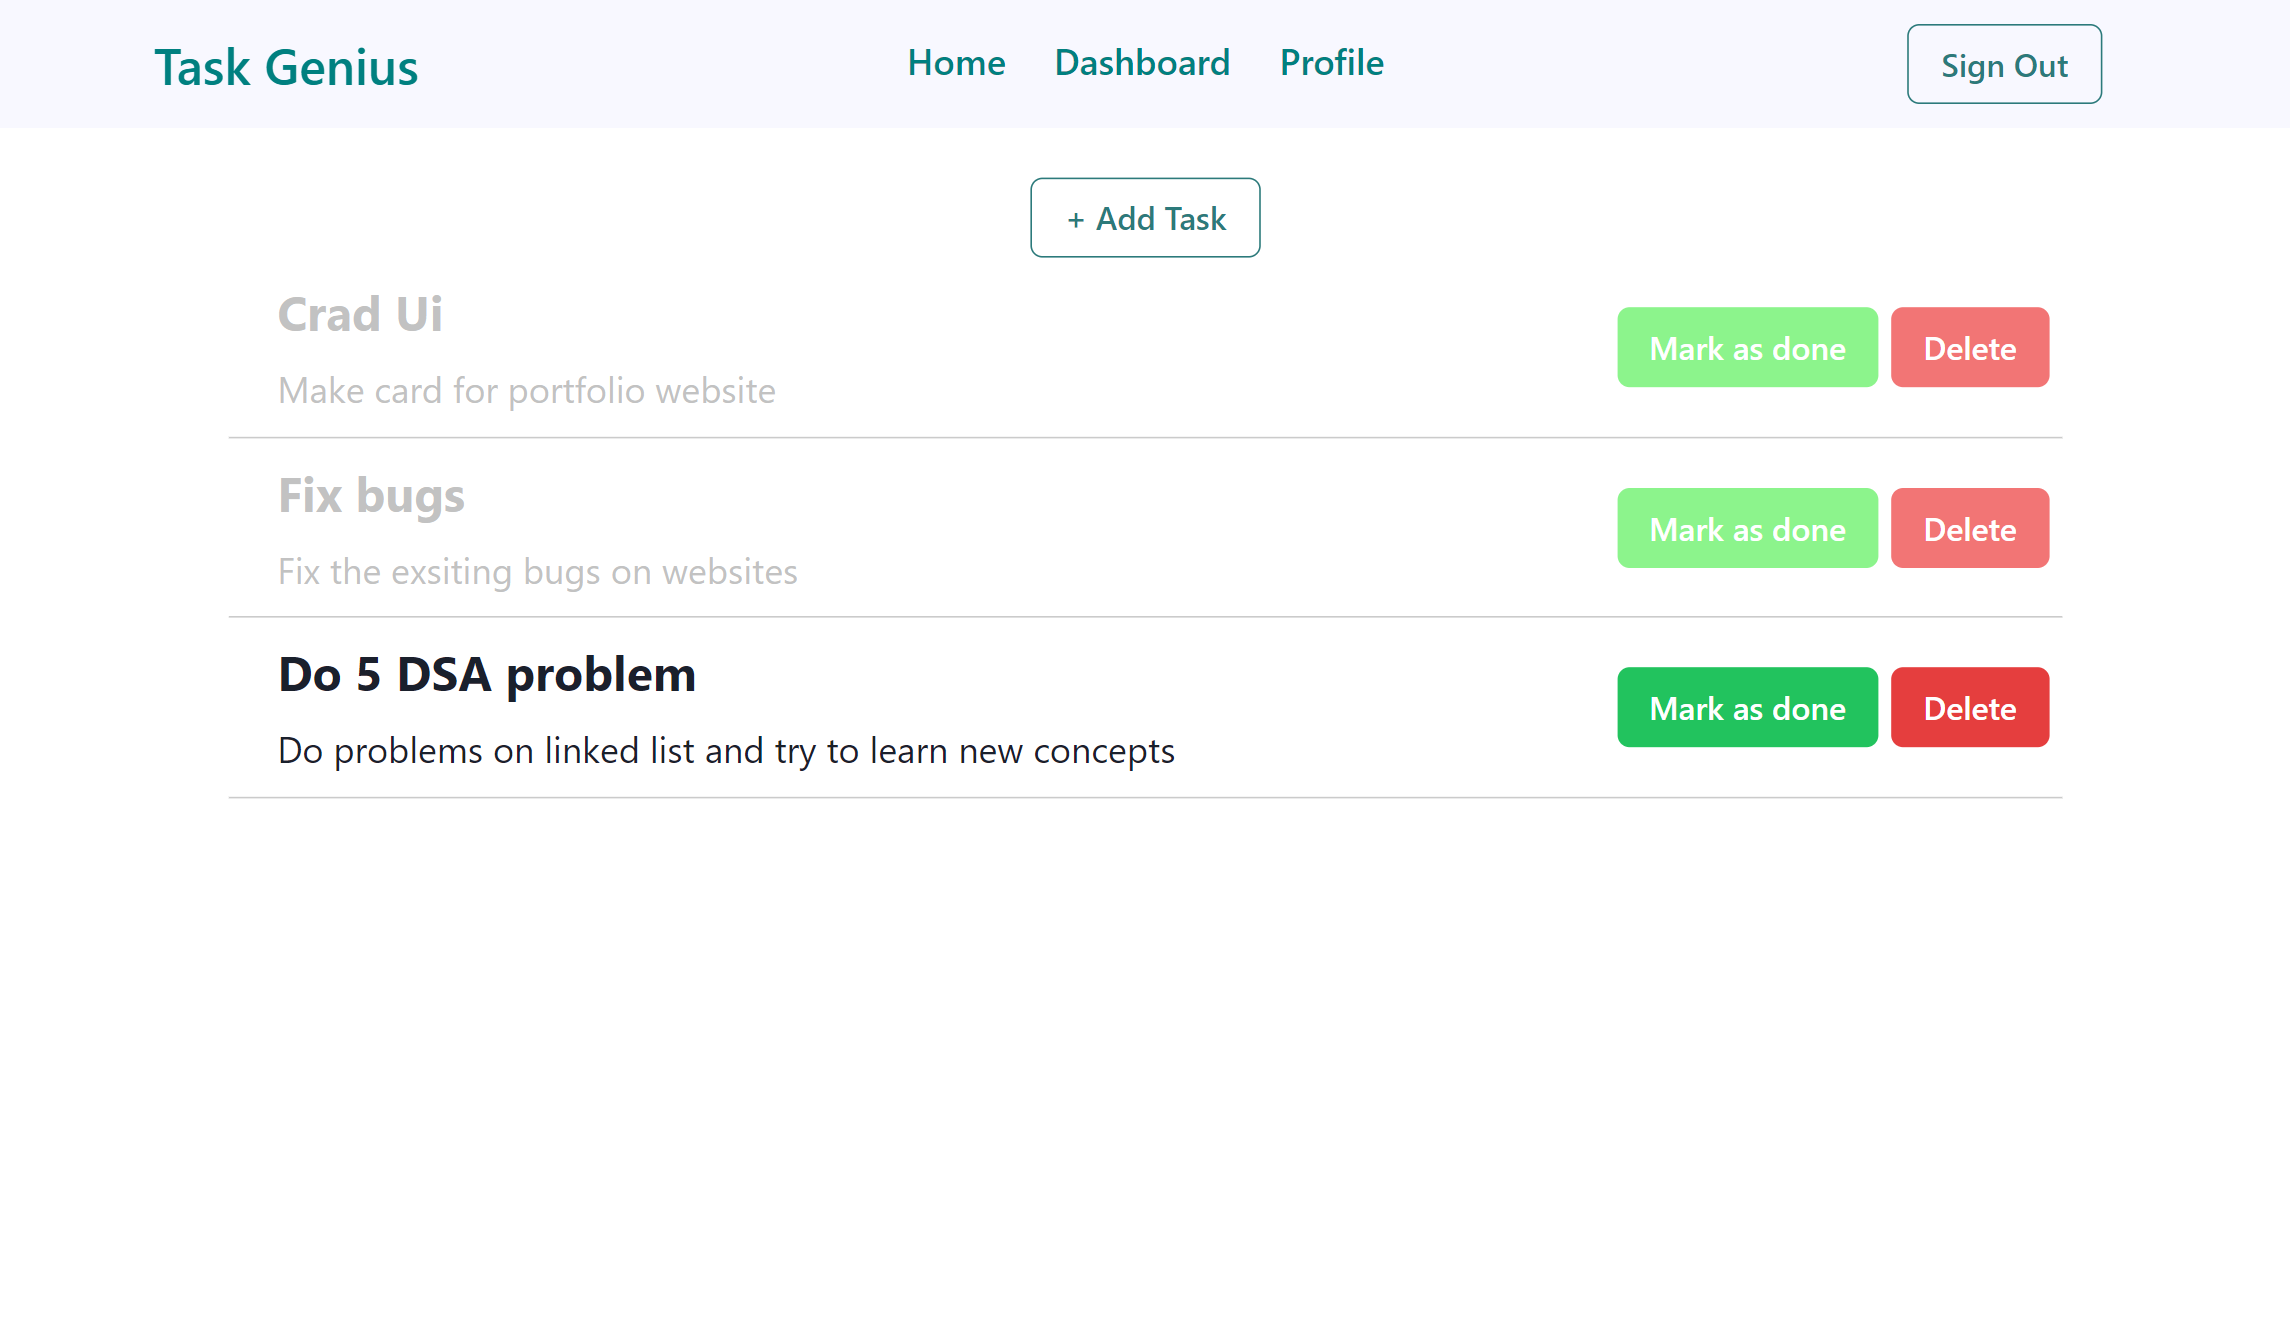 Task Genius
Home Dashboard Profile
Sign Out
+ Add Task
Crad Ui
Make card for portfolio website
Mark as done Delete
Fix bugs
Fix the exsiting bugs on websites
Mark as done Delete
Do 5 DSA problem
Do problems on linked list and try to learn new concepts
Mark as done Delete